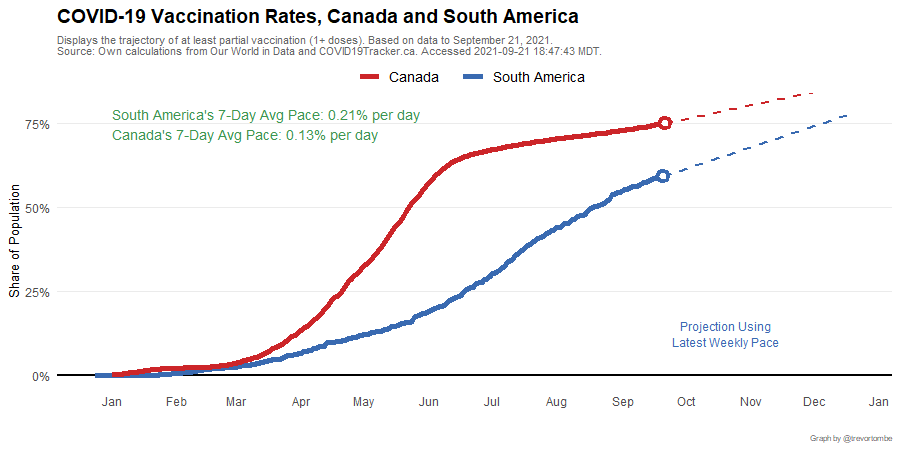 COVID-19 Vaccination Rates, Canada and South America
Displays the trajectory of at least partial vaccination (1+ doses). Based on data to September 21, 2021.
Source: Own calculations from Our World in Data and COVID19Tracker.ca. Accessed 2021-09-21 18:47:43 MDT.
Canada South America
South America's 7-Day Avg Pace: 0.21% per day
Canada's 7-Day Avg Pace: 0.13% per day
75%
50%
25%
0%
Share of Population
Projection Using
Latest Weekly Pace
Jan Feb Mar Apr May Jun Jul Aug Sep Oct Nov Dec Jan
Graph by @trevortombe